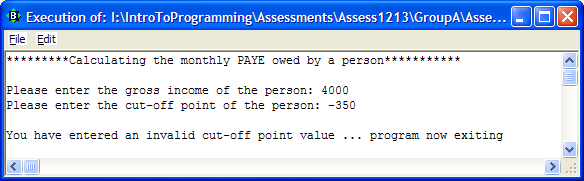 Execution of: I:\IntroToProgramming\Assessments\Assess1213\GroupA\Asse...
File Edit
*********Calculating the monthly PAYE owed by a person***********
Please enter the gross income of the person: 4000
Please enter the cut-off point of the person: -350
You have entered an invalid cut-off point value ... program now exiting